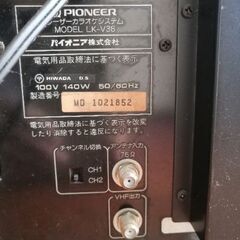 PIONEER
レーザーカラオケシステム
MODEL LK-V36
パイオニア株式会社
電気用品取締法に基づく表示
HIWADA D.S
100V 140W 50/60Hz
製造番号 MD 1021852
電気用品取締法に基づく表示を改変
したり消除すると違反になります。
チャンネル切換
アンテナ入力
75Ω
CH1
CH2
VHF出力